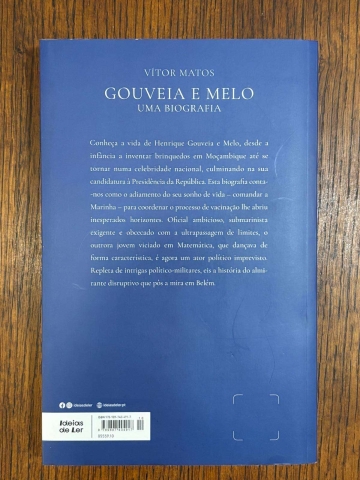 VÍTOR MATOS
GOUVEIA E MELO
UMA BIOGRAFIA
Conheça a vida de Henrique Gouveia e Melo, desde a
infância a inventar brinquedos em Moçambique até se
tornar numa celebridade nacional, culminando na sua
candidatura à Presidência da República. Esta biografia conta-
-nos como o adiamento do seu sonho de vida – comandar a
Marinha – para coordenar o processo de vacinação lhe abriu
inesperados horizontes. Oficial ambicioso, submarinista
exigente e obcecado com a ultrapassagem de limites, o
outrora jovem viciado em Matemática, que dançava de
forma característica, é agora um ator político imprevisto.
Repleta de intrigas político-militares, eis a história do almi-
rante disruptivo que pôs a mira em Belém.
Ideias
de Ler